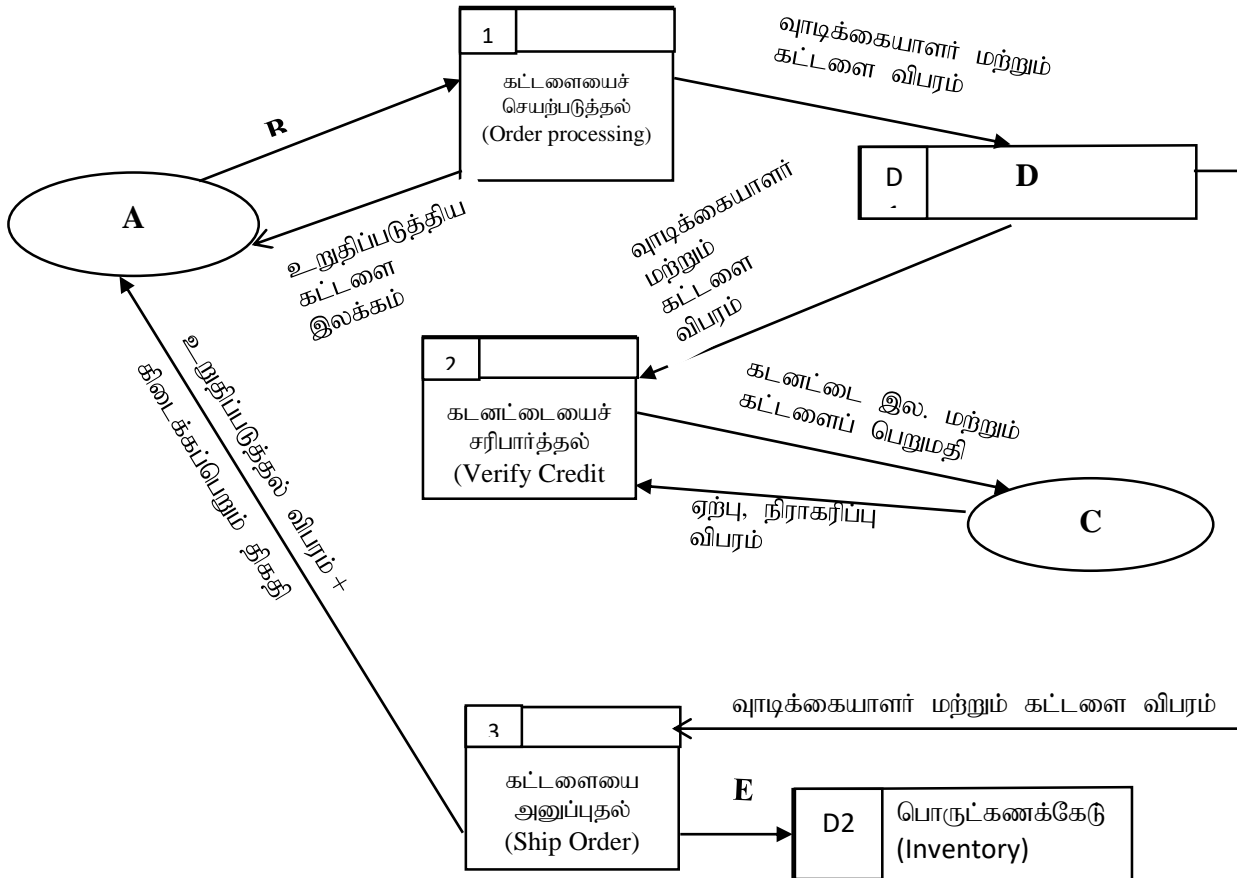 1
கட்டளையைச்
செயற்படுத்தல்
(Order processing)
வுாடிக்கையாளர் மற்றும்
கட்டளை விபரம்
B
A
D
D
உறுதிப்படுத்திய
கட்டளை
இலக்கம்
வுாடிக்கையாளர்
மற்றும்
கட்டளை
விபரம்
2
கடனட்டையைச்
சரிபார்த்தல்
(Verify Credit
கடனட்டை இல. மற்றும்
கட்டளைப் பெறுமதி
ஏற்பு, நிராகரிப்பு
விபரம்
C
உறுதிப்படுத்தல் விபரம் +
கிடைக்கப்பெறும் திகதி
வுாடிக்கையாளர் மற்றும் கட்டளை விபரம்
3
கட்டளையை
அனுப்புதல்
(Ship Order)
E
D2
பொருட்கணக்கேடு
(Inventory)